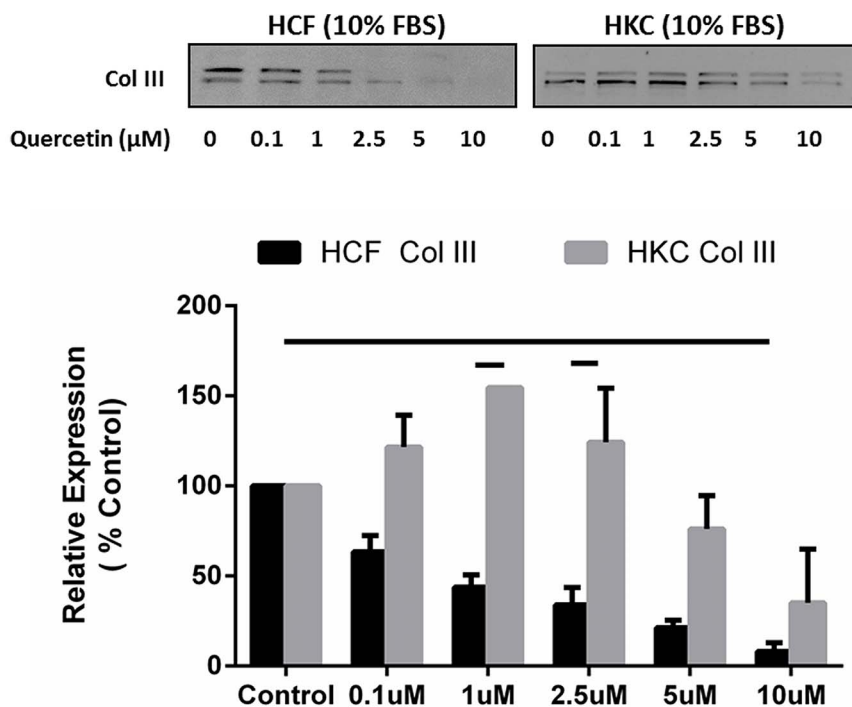 HCF (10% FBS) HKC (10% FBS)
Col III
Quercetin (μM) 0 0.1 1 2.5 5 10 0 0.1 1 2.5 5 10
HCF Col III HKC Col III
Relative Expression
( % Control)
200
150
100
50
0
Control 0.1uM 1uM 2.5uM 5uM 10uM